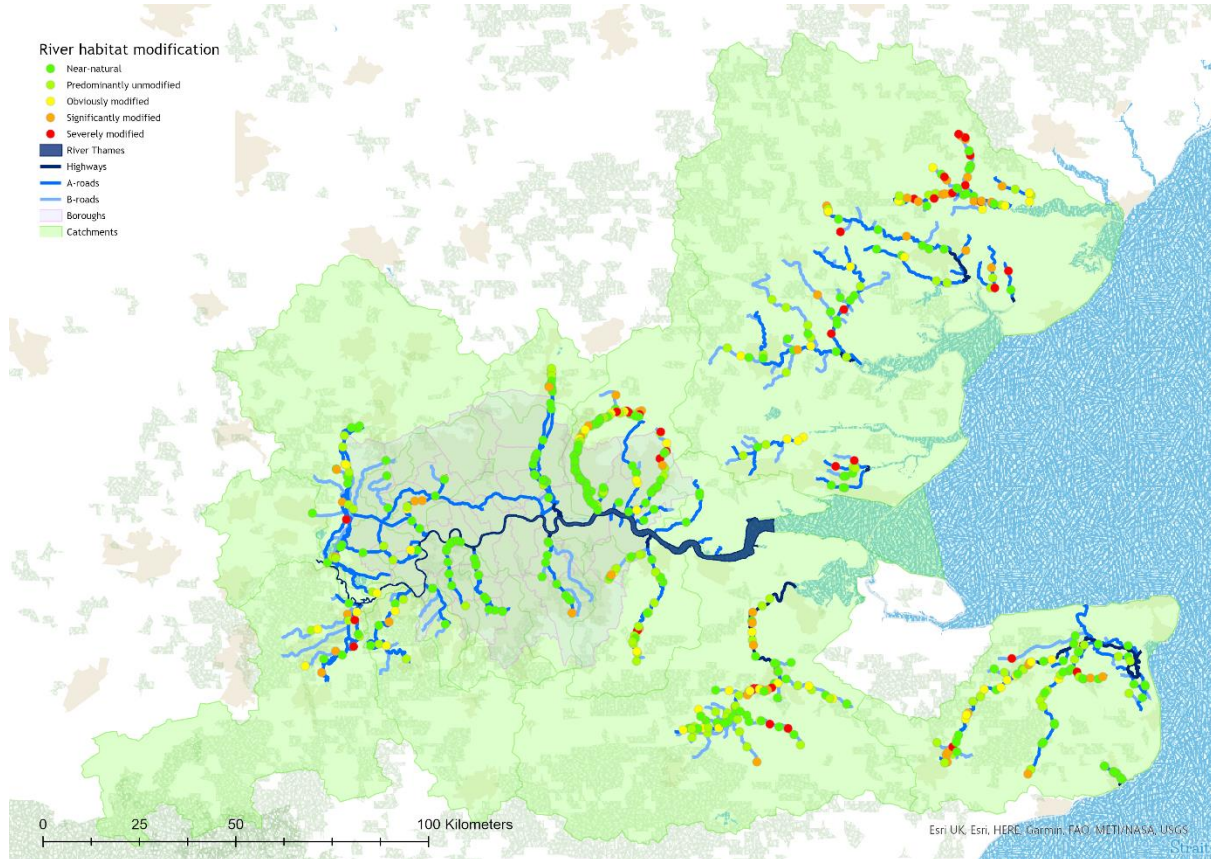 River habitat modification
Near-natural
Predominantly unmodified
Obviously modified
Significantly modified
Severely modified
River Thames
Highways
A-roads
B-roads
Boroughs
Catchments
0 25 50 100 Kilometers
Esri UK, Esri, HERE, Garmin, FAO, METI/NASA, USGS
Strait